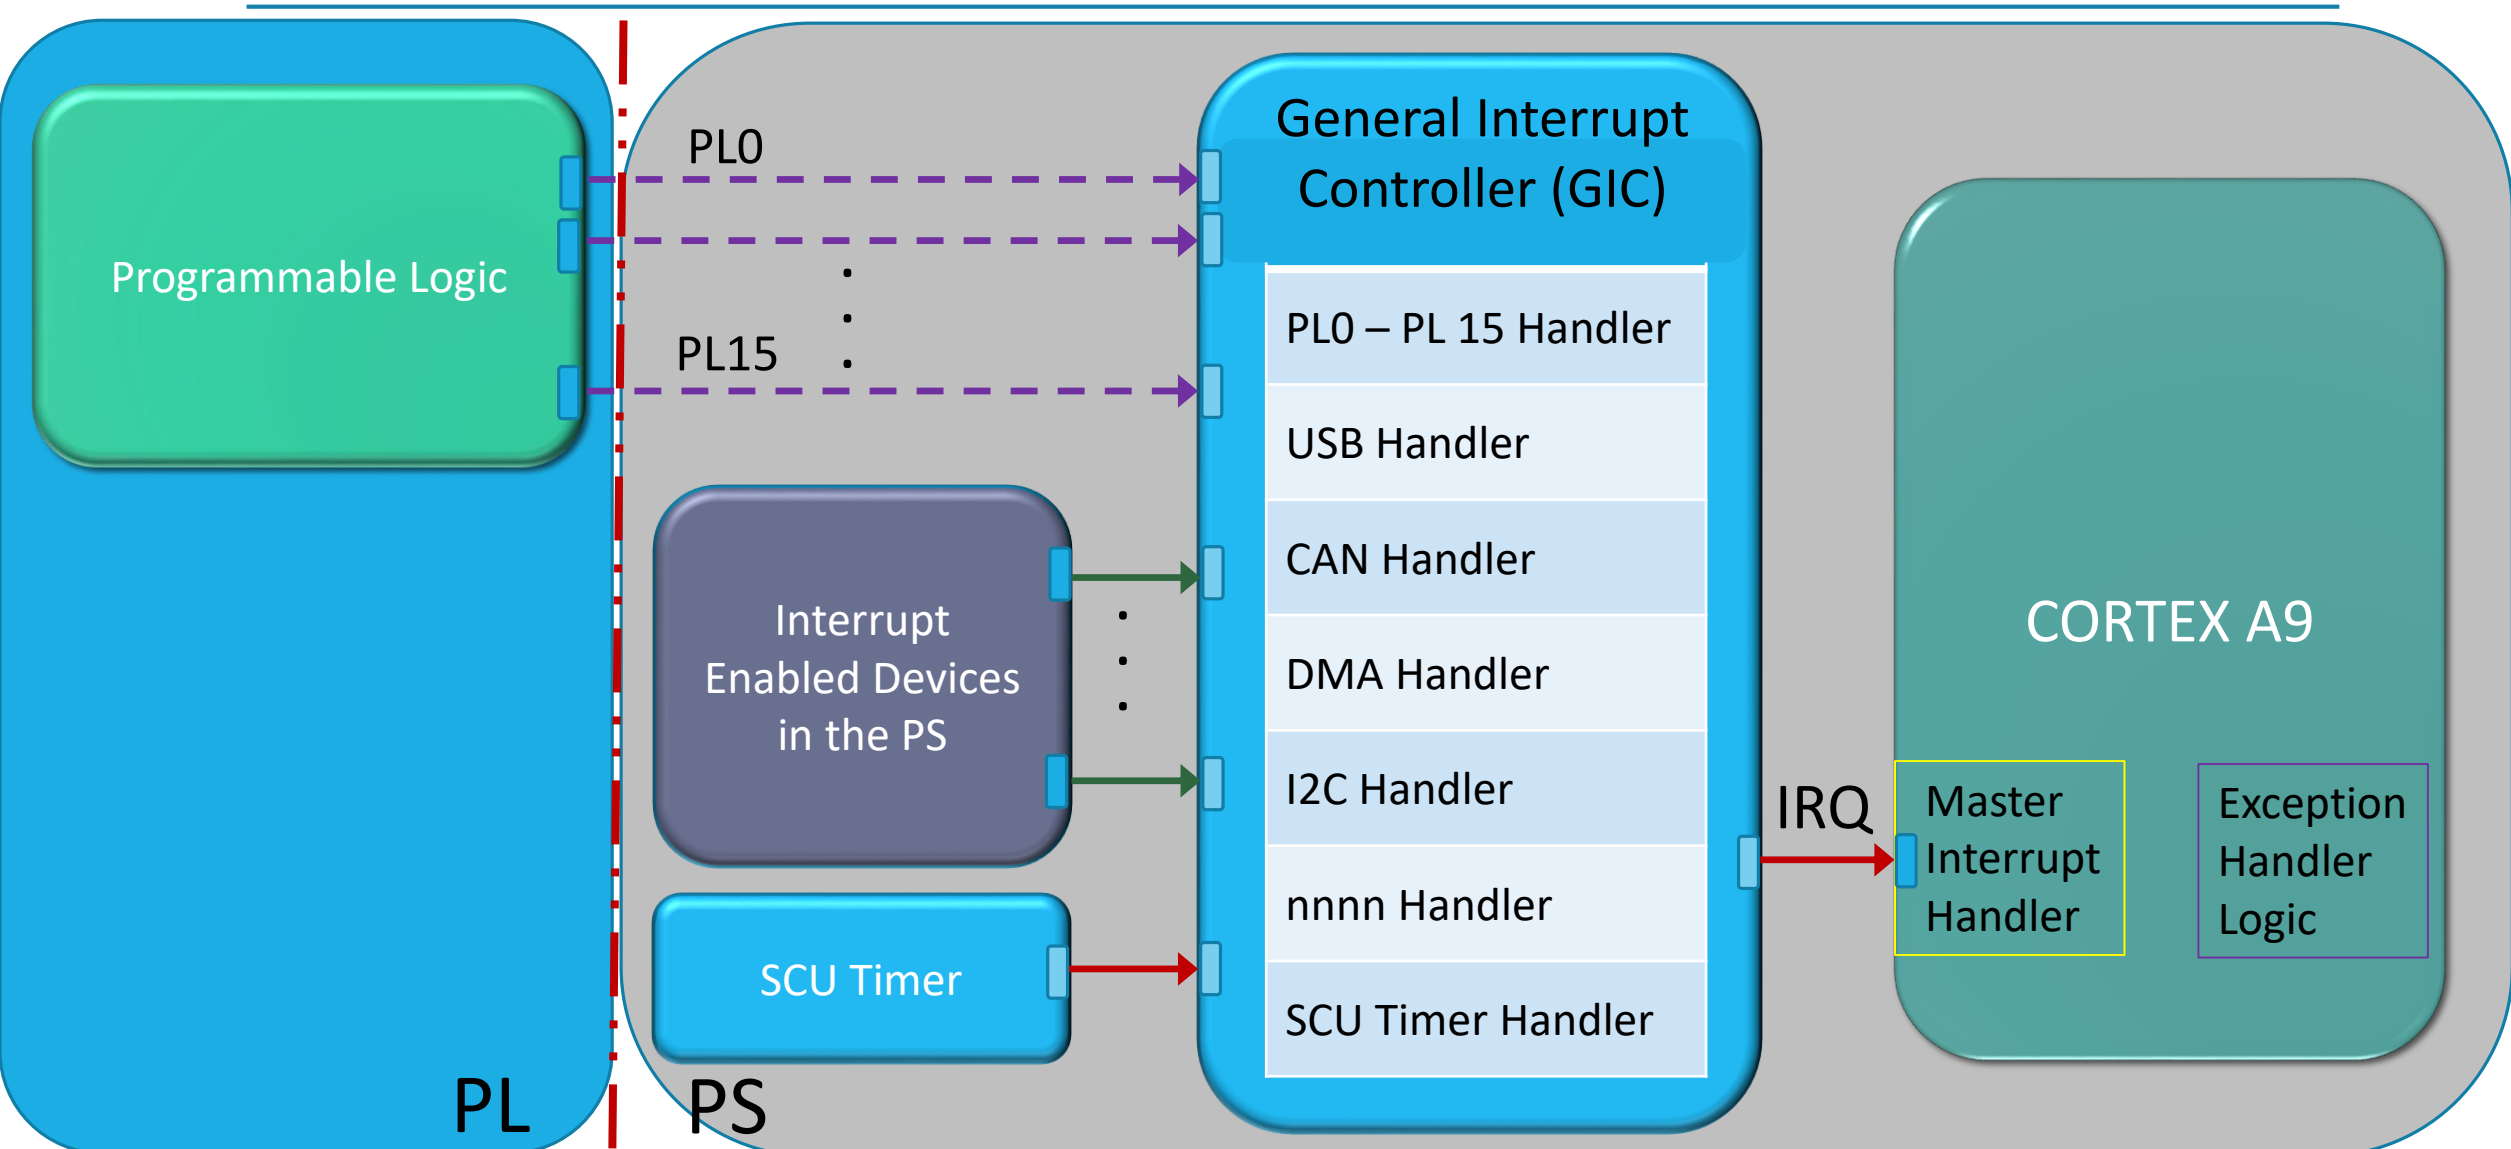 Programmable Logic
PL
PL0
PL15
Interrupt
Enabled Devices
in the PS
SCU Timer
PS
General Interrupt
Controller (GIC)
PL0 – PL 15 Handler
USB Handler
CAN Handler
DMA Handler
I2C Handler
nnnn Handler
SCU Timer Handler
IRQ
CORTEX A9
Master
Interrupt
Handler
Exception
Handler
Logic